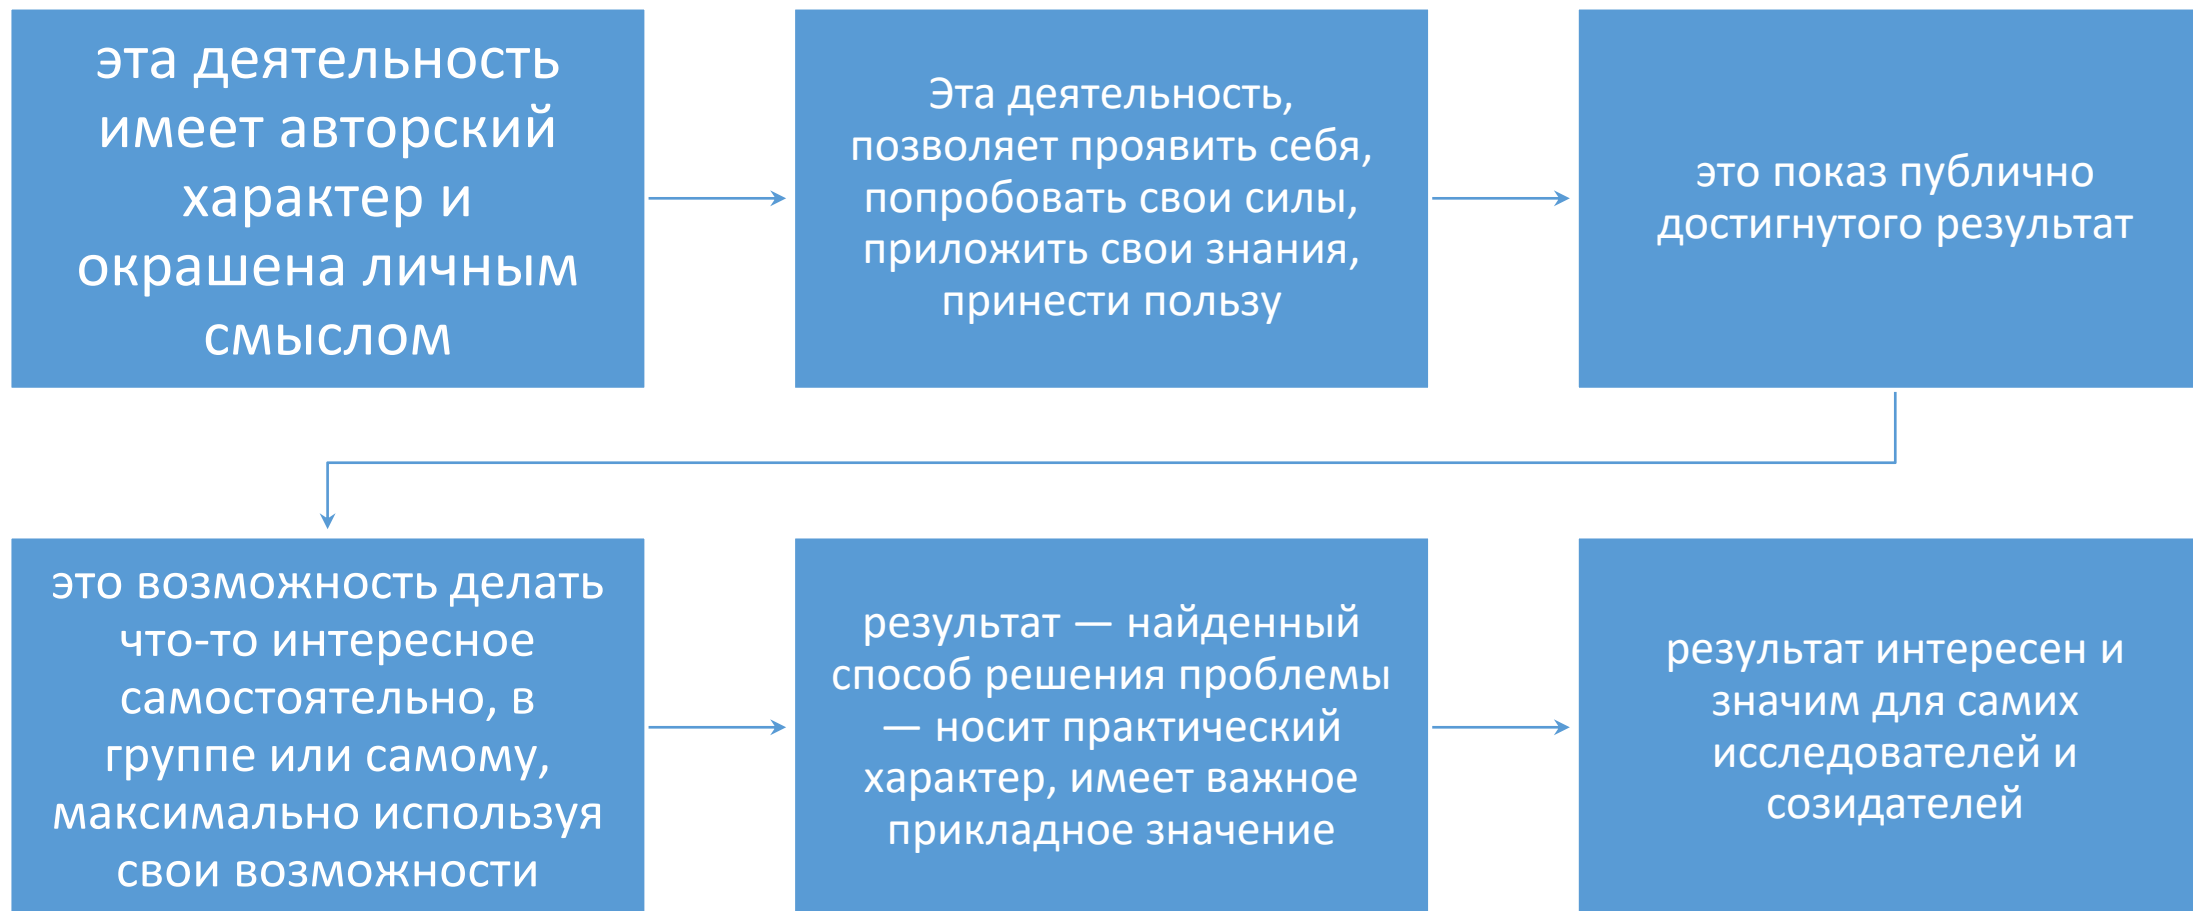 эта деятельность
имеет авторский
характер и
окрашена личным
смыслом
Эта деятельность,
позволяет проявить себя,
попробовать свои силы,
приложить свои знания,
принести пользу
это показ публично
достигнутого результат
это возможность делать
что-то интересное
самостоятельно, в
группе или самому,
максимально используя
свои возможности
результат — найденный
способ решения проблемы
— носит практический
характер, имеет важное
прикладное значение
результат интересен и
значим для самих
исследователей и
созидателей